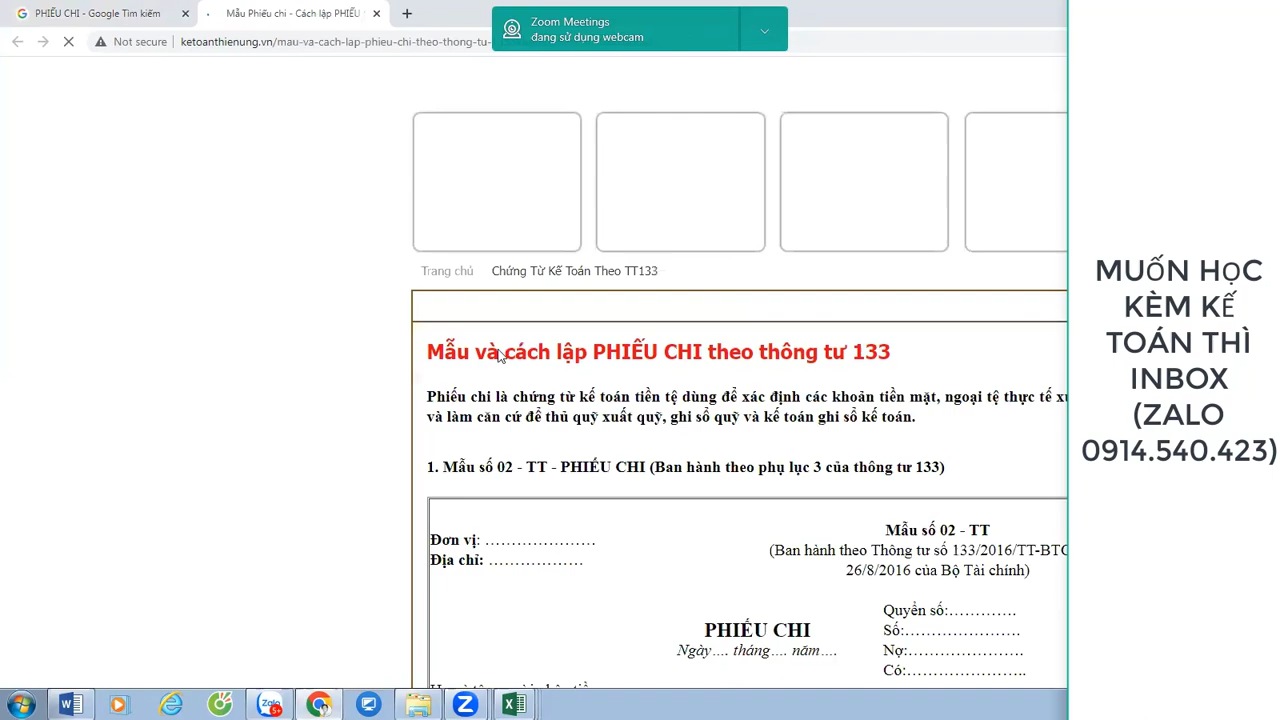 PHIẾU CHI - Google Tìm kiếm
Mẫu Phiếu chi - Cách lập PHIẾU
Zoom Meetings
đang sử dụng webcam
Not secure
ketoanthienung.vn/mau-va-cach-lap-phieu-chi-theo-thong-tu-
Trang chủ
Chứng Từ Kế Toán Theo TT133
Mẫu và cách lập PHIẾU CHI theo thông tư 133
Phiếu chi là chứng từ kế toán tiền tệ dùng để xác định các khoản tiền mặt, ngoại tệ thực tế
và làm căn cứ để thủ quỹ xuất quỹ, ghi sổ quỹ và kế toán ghi sổ kế toán.
1. Mẫu số 02 - TT - PHIẾU CHI (Ban hành theo phụ lục 3 của thông tư 133)
Mẫu số 02 - TT
Đơn vị: …………………
(Ban hành theo Thông tư số 133/2016/TT-BTC
Địa chỉ: ………………
26/8/2016 của Bộ Tài chính)
Quyển số:………….
PHIẾU CHI
Số:………………….
Ngày.... tháng.... năm....
Nợ:………………….
Có:…………………..
MUỐN HỌC
KÈM KẾ
TOÁN THÌ
INBOX
(ZALO
0914.540.423)